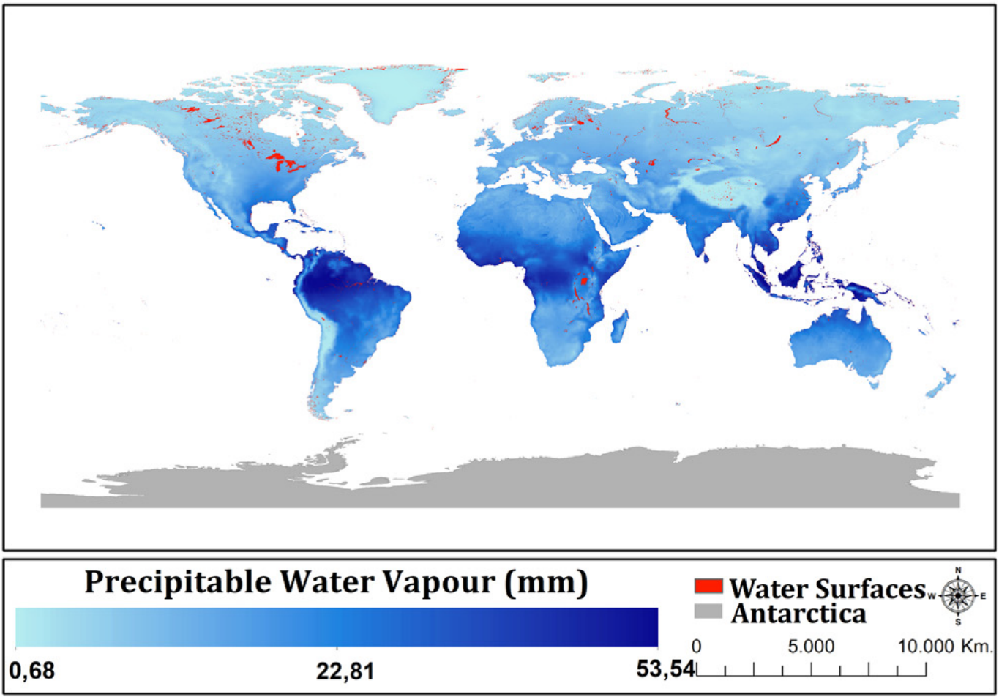 Precipitable Water Vapour (mm)
0,68
22,81
53,54
Water Surfaces
Antarctica
N
W
E
S
0
5.000
10.000 Km.